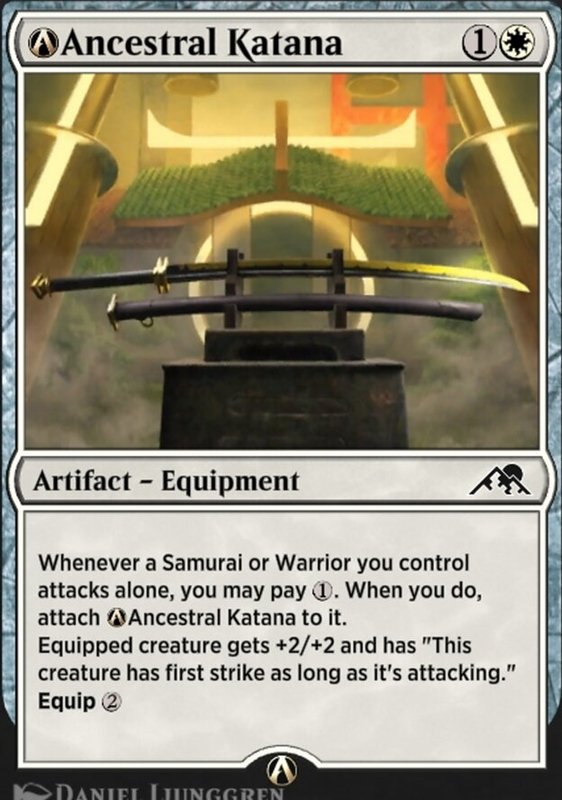 Ancestral Katana 1
Artifact – Equipment
Whenever a Samurai or Warrior you control
attacks alone, you may pay 1. When you do,
attach Ancestral Katana to it.
Equipped creature gets +2/+2 and has "This
creature has first strike as long as it's attacking."
Equip 2
Daniel Ljunggren